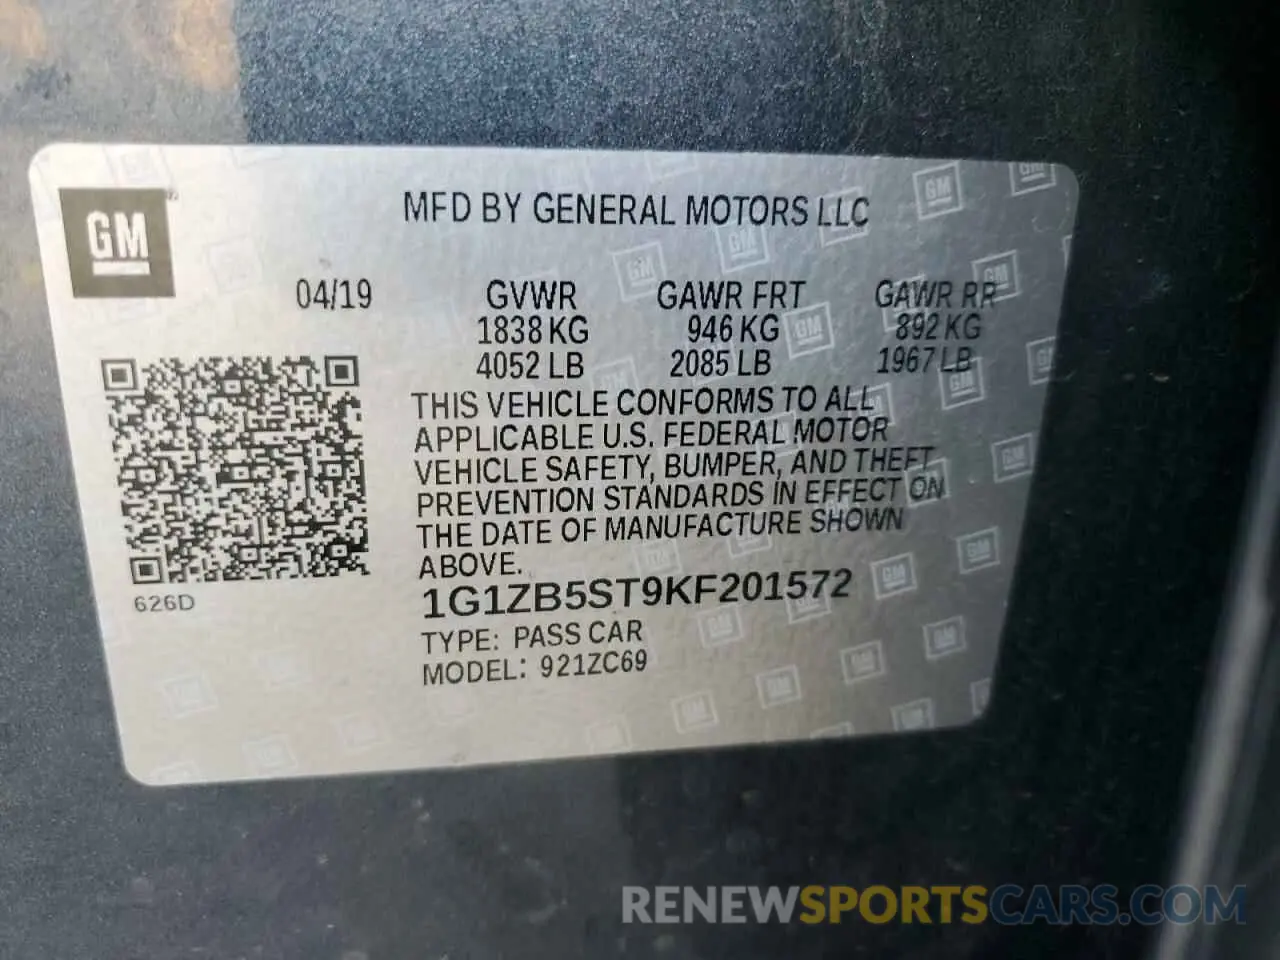 GM
MFD BY GENERAL MOTORS LLC
04/19 GVWR GAWR FRT GAWR RR
1838 KG 946 KG 892 KG
4052 LB 2085 LB 1967 LB
THIS VEHICLE CONFORMS TO ALL
APPLICABLE U.S. FEDERAL MOTOR
VEHICLE SAFETY, BUMPER, AND THEFT
PREVENTION STANDARDS IN EFFECT ON
THE DATE OF MANUFACTURE SHOWN
ABOVE.
626D
1G1ZB5ST9KF201572
TYPE: PASS CAR
MODEL: 921ZC69
RENEWSPORTSCARS.COM